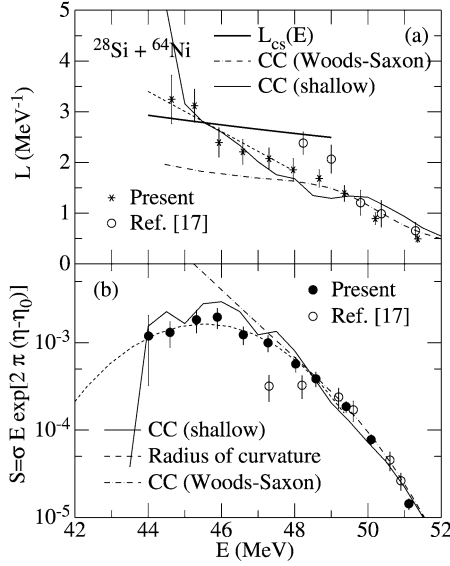 ²⁸Si + ⁶⁴Ni
L_cs(E) (a)
CC (Woods-Saxon)
CC (shallow)
L (MeV⁻¹)
5
4
3
2
1
0
Present
Ref. [17]
(b)
Present
Ref. [17]
S=σ E exp[2 π (η-η₀)]
10⁻³
10⁻⁴
10⁻⁵
CC (shallow)
Radius of curvature
CC (Woods-Saxon)
42 44 46 48 50 52
E (MeV)